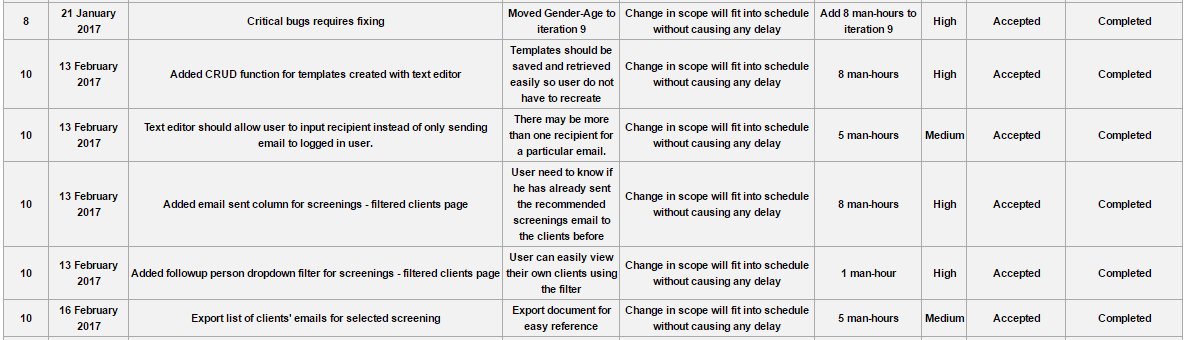 8
21 January
2017
Critical bugs requires fixing
Moved Gender-Age to
iteration 9
Change in scope will fit into schedule
without causing any delay
Add 8 man-hours to
iteration 9
High
Accepted
Completed
10
13 February
2017
Added CRUD function for templates created with text editor
Templates should be
saved and retrieved
easily so user do not
have to recreate
Change in scope will fit into schedule
without causing any delay
8 man-hours
High
Accepted
Completed
10
13 February
2017
Text editor should allow user to input recipient instead of only sending
email to logged in user.
There may be more
than one recipient for
a particular email.
Change in scope will fit into schedule
without causing any delay
5 man-hours
Medium
Accepted
Completed
10
13 February
2017
Added email sent column for screenings - filtered clients page
User need to know if
he has already sent
the recommended
screenings email to
the clients before
Change in scope will fit into schedule
without causing any delay
8 man-hours
High
Accepted
Completed
10
13 February
2017
Added followup person dropdown filter for screenings - filtered clients page
User can easily view
their own clients using
the filter
Change in scope will fit into schedule
without causing any delay
1 man-hour
High
Accepted
Completed
10
16 February
2017
Export list of clients' emails for selected screening
Export document for
easy reference
Change in scope will fit into schedule
without causing any delay
5 man-hours
Medium
Accepted
Completed